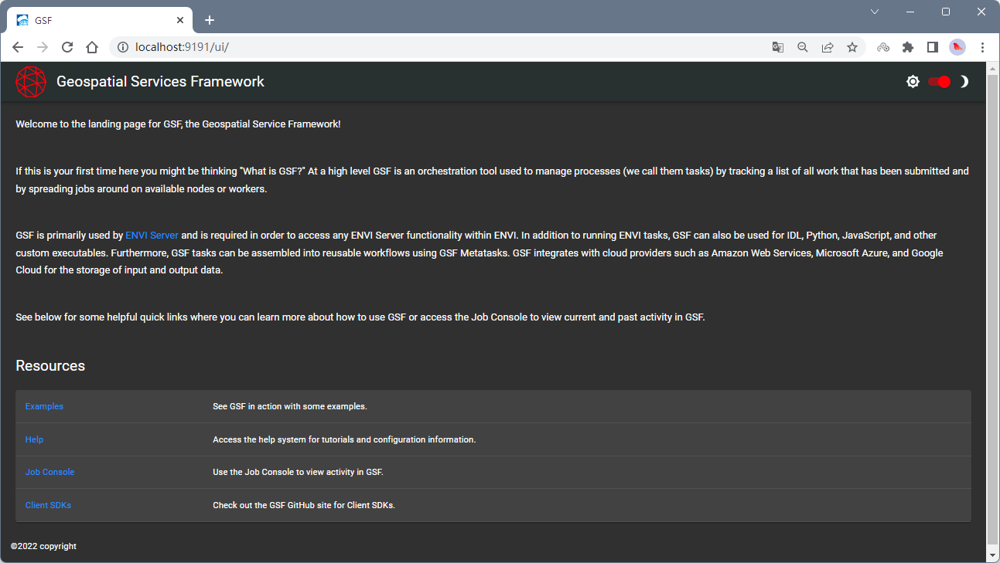 GSF
localhost:9191/ui/
Geospatial Services Framework
Welcome to the landing page for GSF, the Geospatial Service Framework!
If this is your first time here you might be thinking "What is GSF?" At a high level GSF is an orchestration tool used to manage processes (we call them tasks) by tracking a list of all work that has been submitted and
by spreading jobs around on available nodes or workers.
GSF is primarily used by ENVI Server and is required in order to access any ENVI Server functionality within ENVI. In addition to running ENVI tasks, GSF can also be used for IDL, Python, JavaScript, and other
custom executables. Furthermore, GSF tasks can be assembled into reusable workflows using GSF Metatasks. GSF integrates with cloud providers such as Amazon Web Services, Microsoft Azure, and Google
Cloud for the storage of input and output data.
See below for some helpful quick links where you can learn more about how to use GSF or access the Job Console to view current and past activity in GSF.
Resources
Examples See GSF in action with some examples.
Help Access the help system for tutorials and configuration information.
Job Console Use the Job Console to view activity in GSF.
Client SDKs Check out the GSF GitHub site for Client SDKs.
©2022 copyright